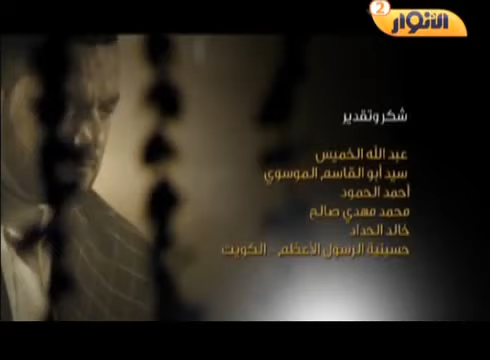 2
الأنوار
شكر وتقدير
عبد الله الخميس
سيد أبو القاسم الموسوي
أحمد الحمود
محمد مهدي صالح
خالد الحداد
حسينية الرسول الأعظم - الكويت